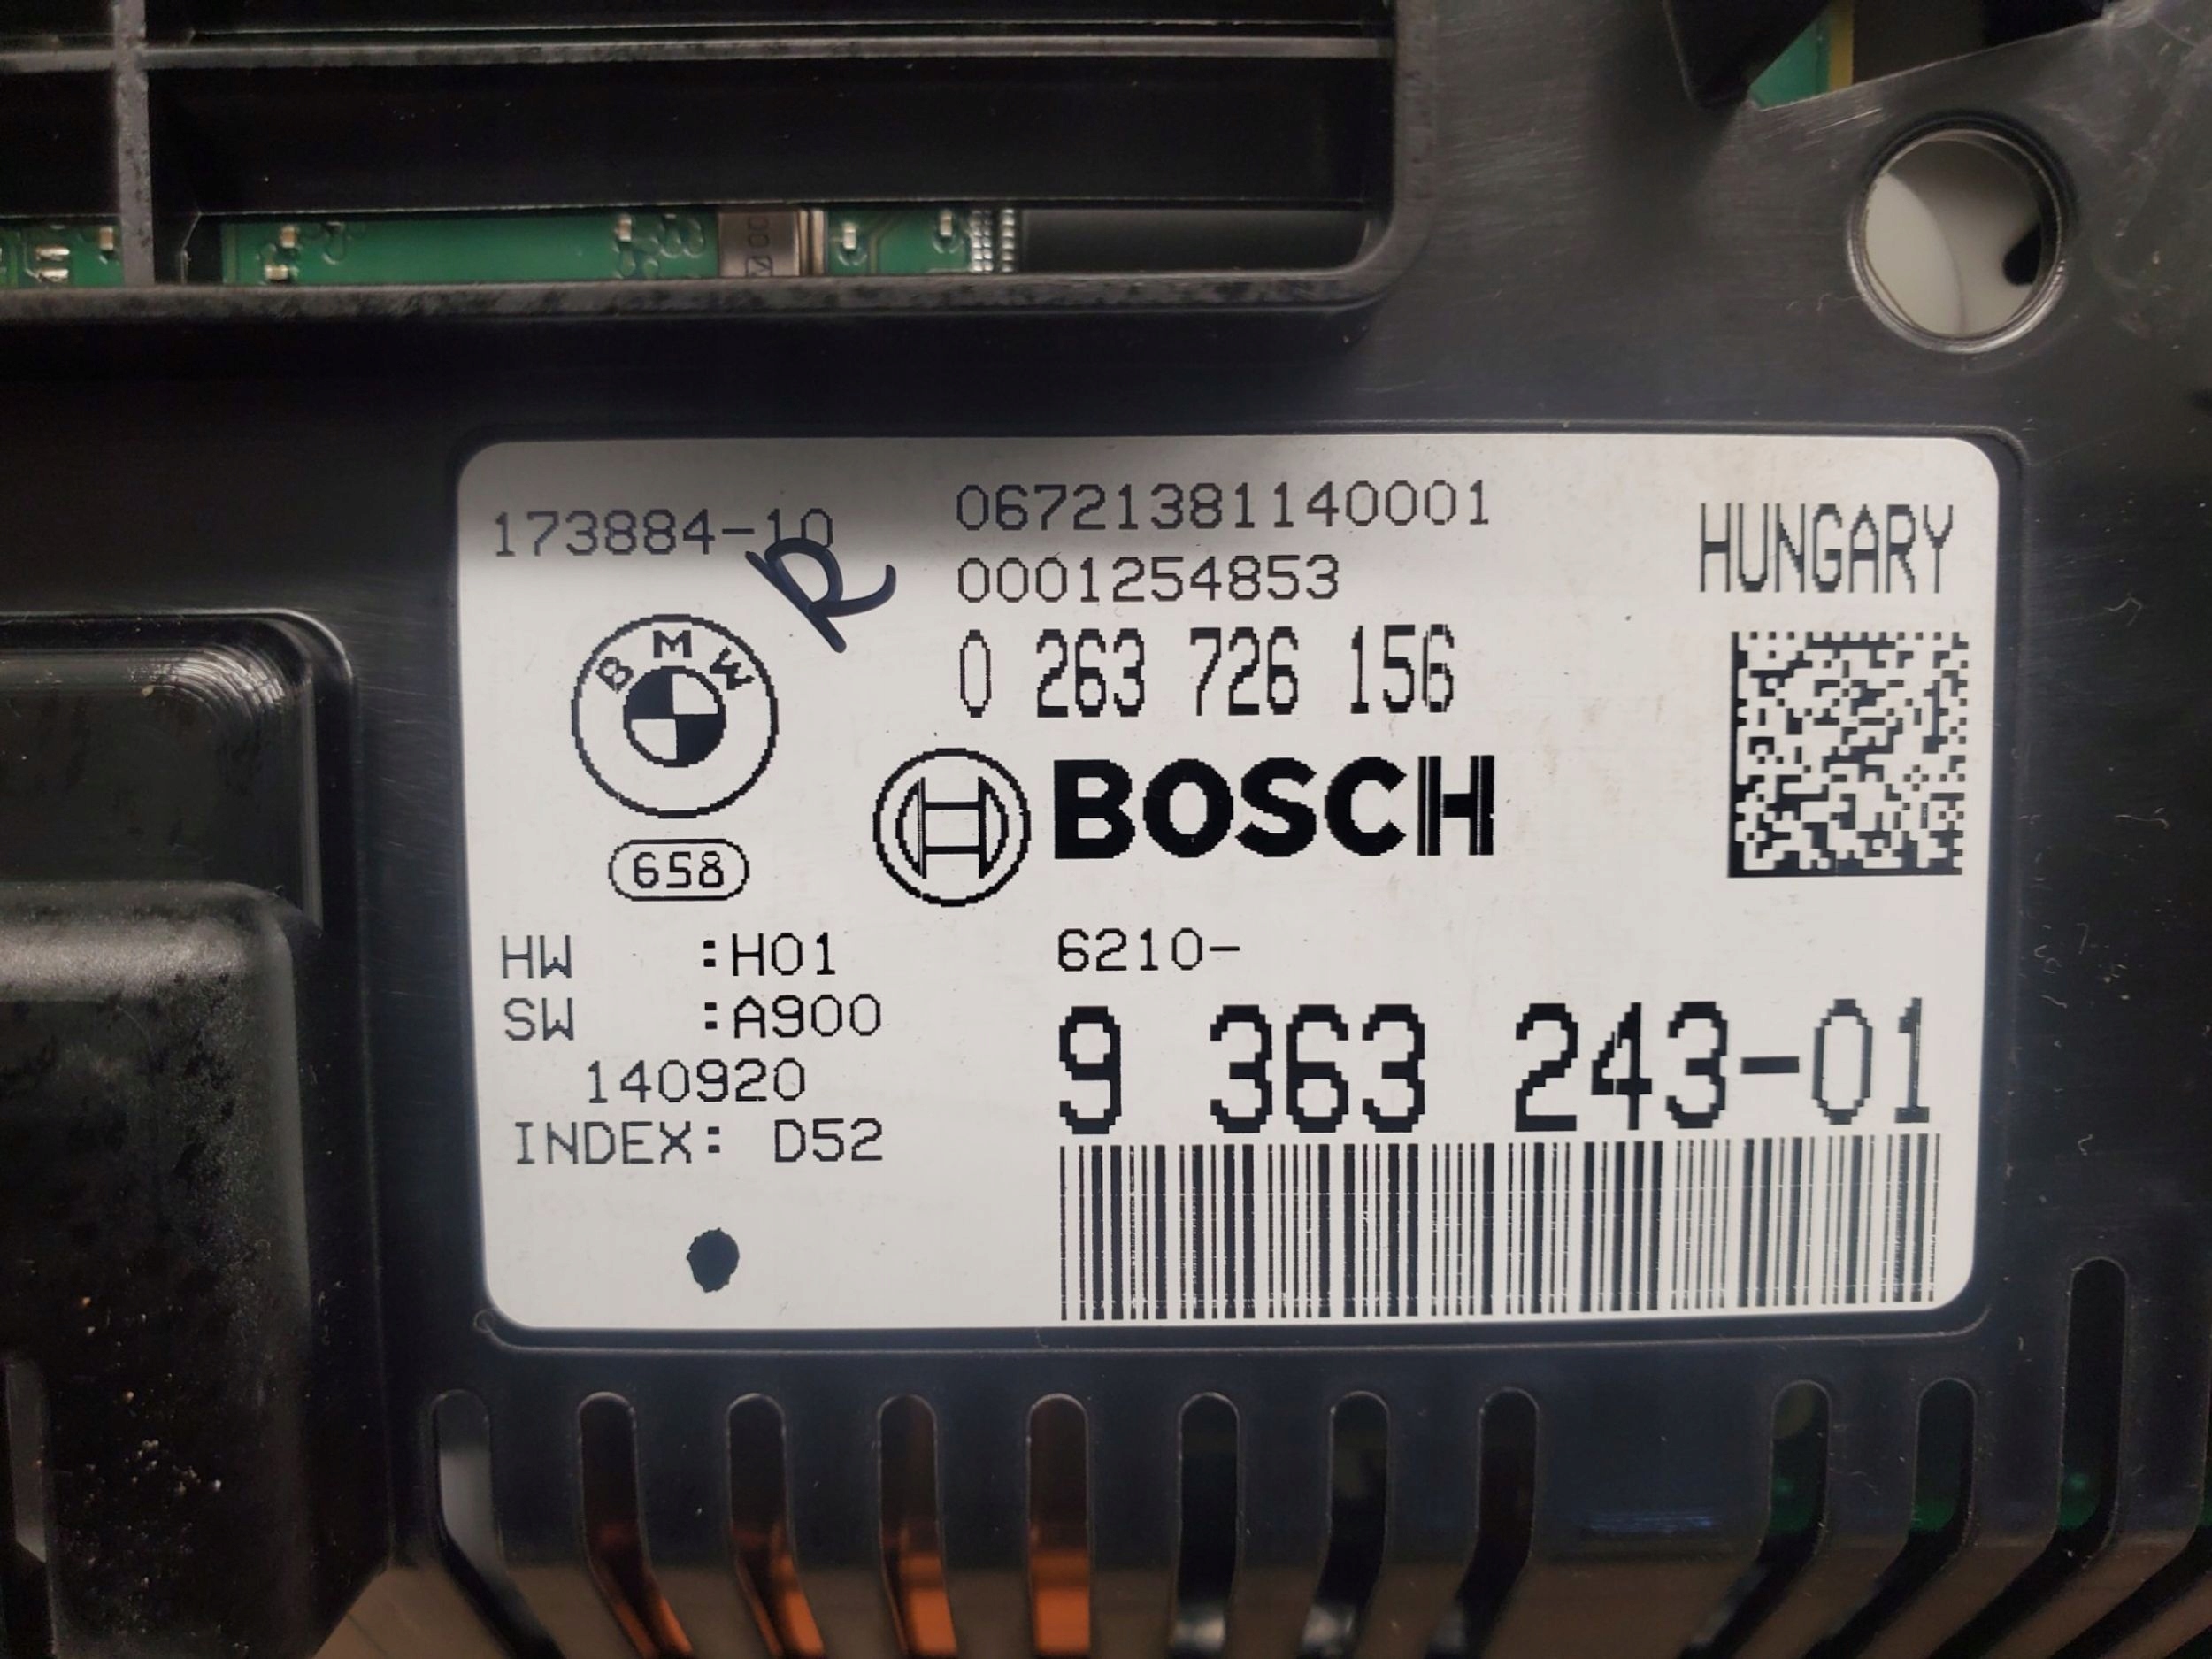 173884-10
06721381140001
0001254853
HUNGARY
R
0 263 726 156
BMW
BOSCH
658
HW :H01
SW :A900
140920
INDEX: D52
6210-
9 363 243-01